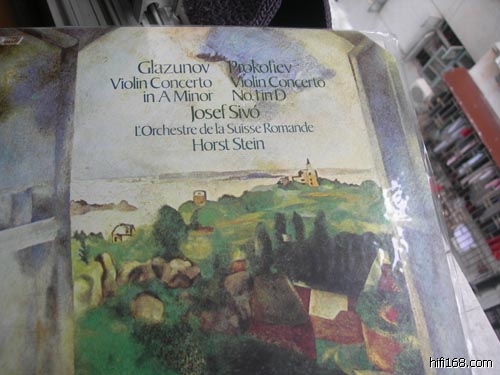 Glazunov Prokofiev
Violin Concerto Violin Concerto
in A Minor No.1 in D
Josef Sivó
L'Orchestre de la Suisse Romande
Horst Stein
hifi168.com